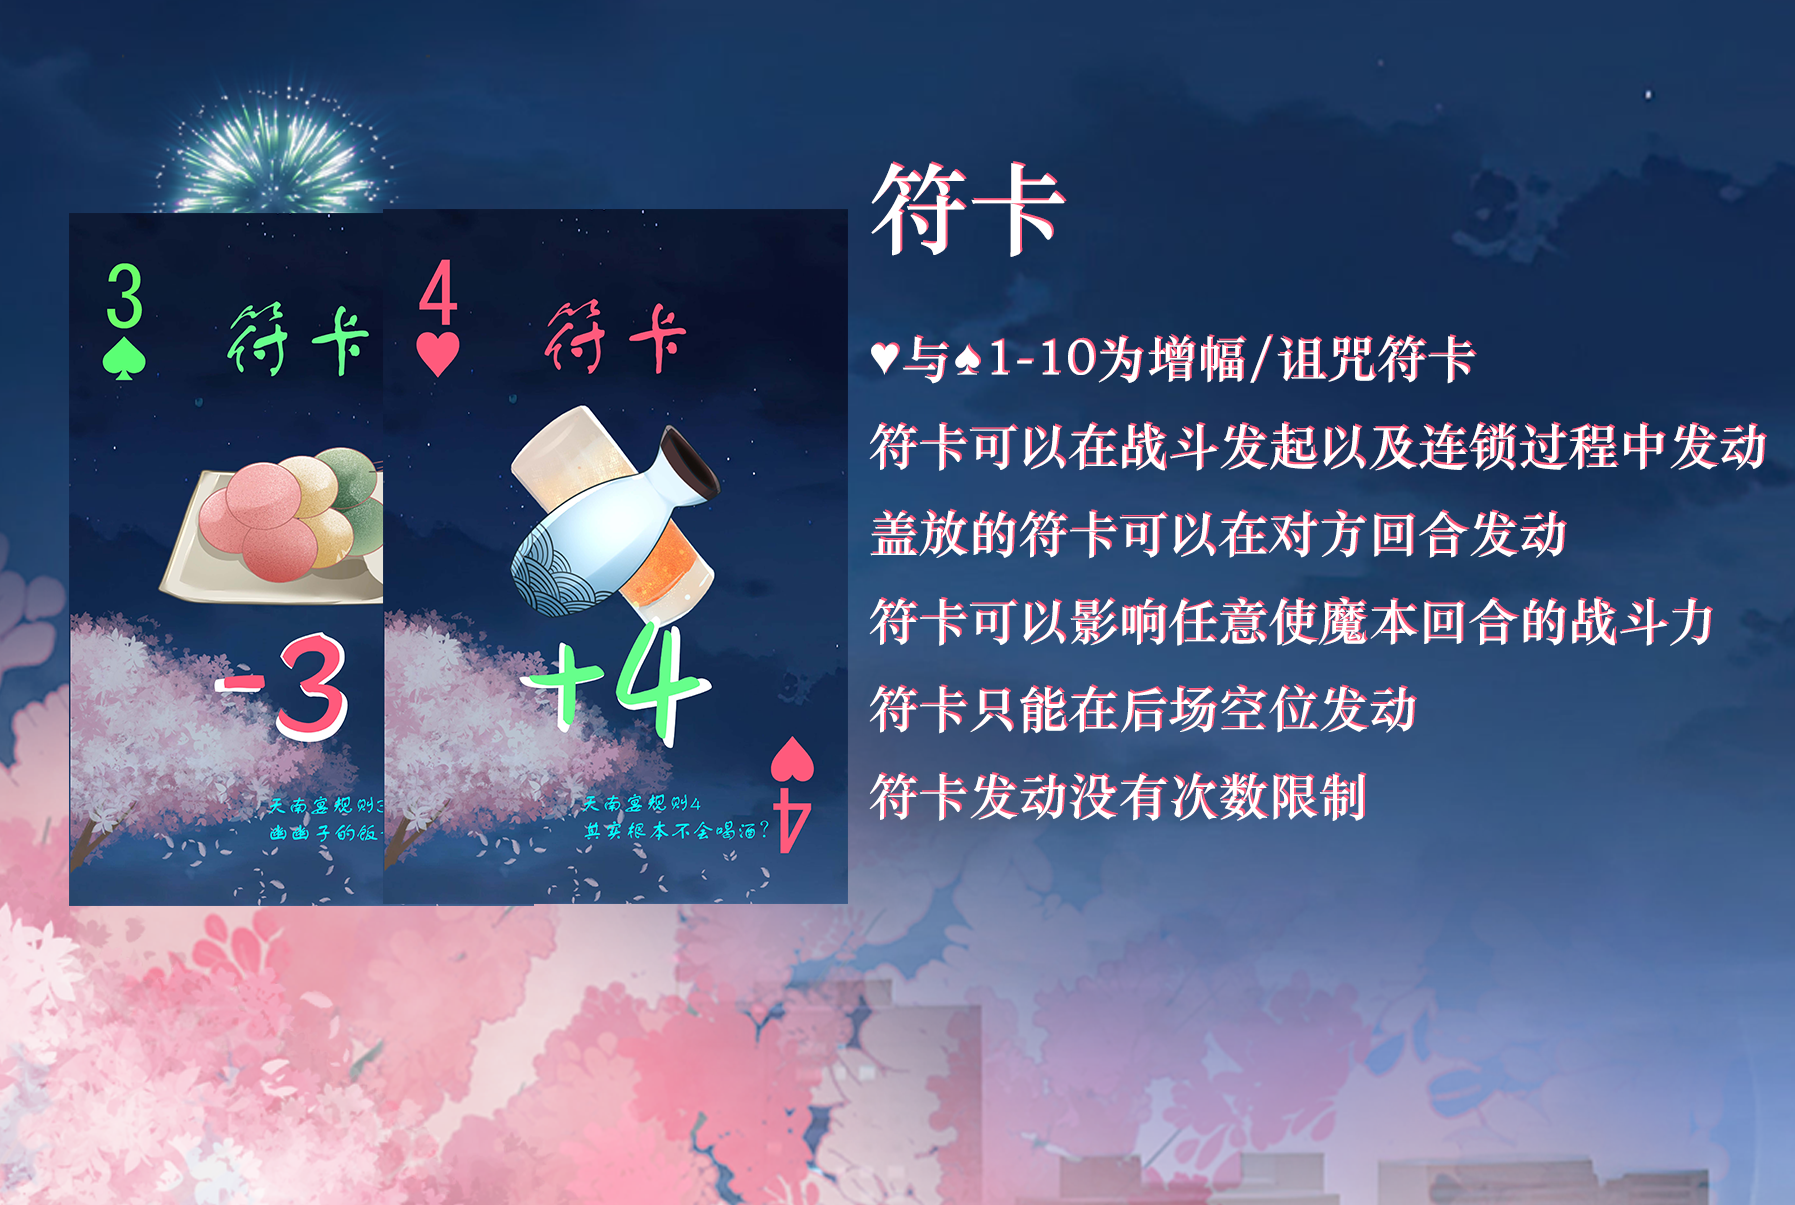 3
♠
符卡
-3
天南宴规则3
幽幽子的饭
4
♥
符卡
+4
天南宴规则4
其实根本不会喝酒?
♥
4
符卡
♥与♠1-10为增幅/诅咒符卡
符卡可以在战斗发起以及连锁过程中发动
盖放的符卡可以在对方回合发动
符卡可以影响任意使魔本回合的战斗力
符卡只能在后场空位发动
符卡发动没有次数限制